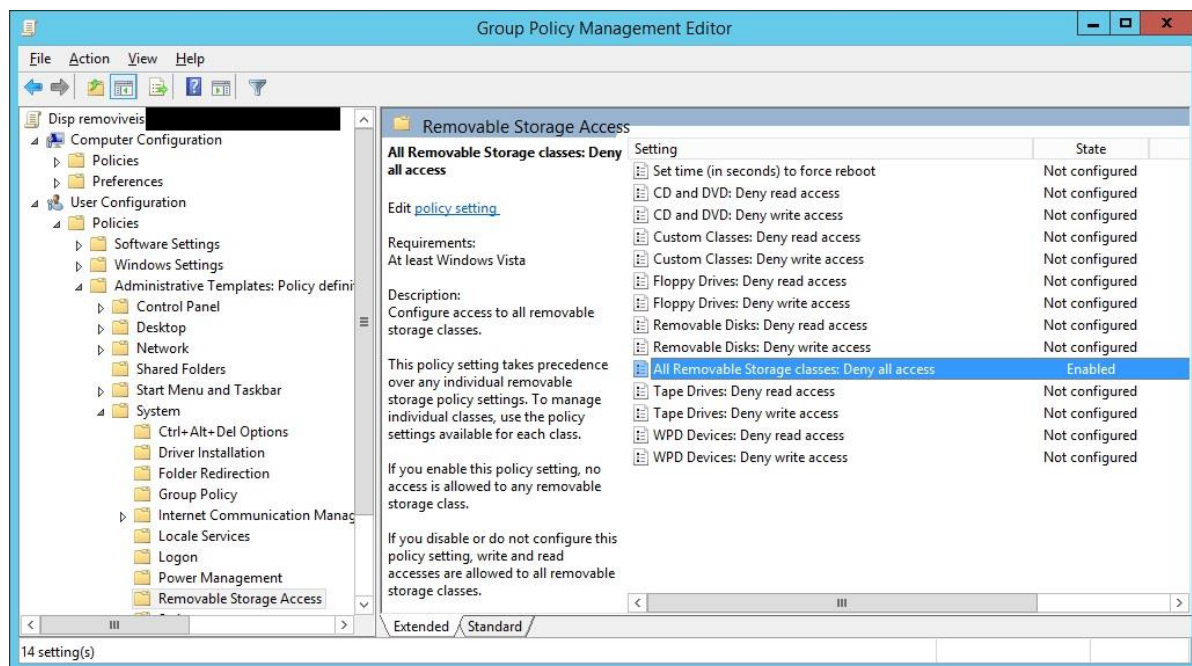 Group Policy Management Editor
File Action View Help
Disp removiveis
Computer Configuration
Policies
Preferences
User Configuration
Policies
Software Settings
Windows Settings
Administrative Templates: Policy defini
Control Panel
Desktop
Network
Shared Folders
Start Menu and Taskbar
System
Ctrl+Alt+Del Options
Driver Installation
Folder Redirection
Group Policy
Internet Communication Manag
Locale Services
Logon
Power Management
Removable Storage Access
Removable Storage Access
All Removable Storage classes: Deny
all access
Edit policy setting
Requirements:
At least Windows Vista
Description:
Configure access to all removable
storage classes.
This policy setting takes precedence
over any individual removable
storage policy settings. To manage
individual classes, use the policy
settings available for each class.
If you enable this policy setting, no
access is allowed to any removable
storage class.
If you disable or do not configure this
policy setting, write and read
accesses are allowed to all removable
storage classes.
Setting State
Set time (in seconds) to force reboot Not configured
CD and DVD: Deny read access Not configured
CD and DVD: Deny write access Not configured
Custom Classes: Deny read access Not configured
Custom Classes: Deny write access Not configured
Floppy Drives: Deny read access Not configured
Floppy Drives: Deny write access Not configured
Removable Disks: Deny read access Not configured
Removable Disks: Deny write access Not configured
All Removable Storage classes: Deny all access Enabled
Tape Drives: Deny read access Not configured
Tape Drives: Deny write access Not configured
WPD Devices: Deny read access Not configured
WPD Devices: Deny write access Not configured
Extended Standard
14 setting(s)